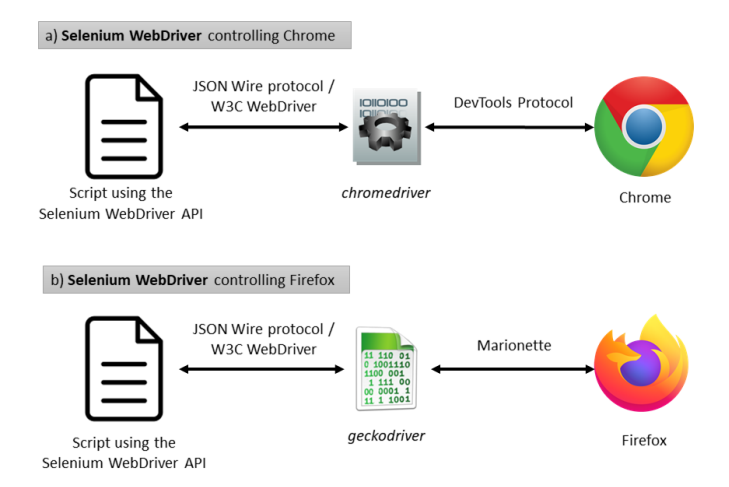 a) Selenium WebDriver controlling Chrome
JSON Wire protocol /
W3C WebDriver
DevTools Protocol
IOIIOIOO
Script using the
Selenium WebDriver API
chromedriver
Chrome
b) Selenium WebDriver controlling Firefox
JSON Wire protocol /
W3C WebDriver
Marionette
11 110 01
0 1001110
1100 001
1 111 00
00 0001 1
11 1 1001
Script using the
Selenium WebDriver API
geckodriver
Firefox